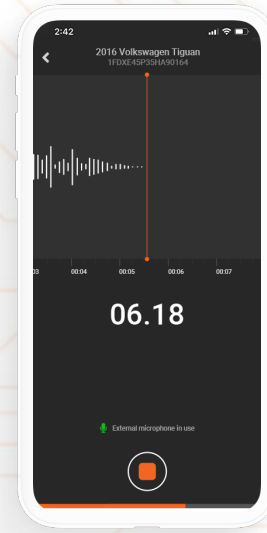 2:42
2016 Volkswagen Tiguan
1FDXE45P35HA90164
03 00:04 00:05 00:06 00:07
06.18
External microphone in use